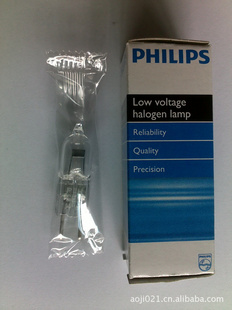 PHILIPS
Low voltage
halogen lamp
Reliability
Quality
Precision
aoji021.cn.alibaba.com